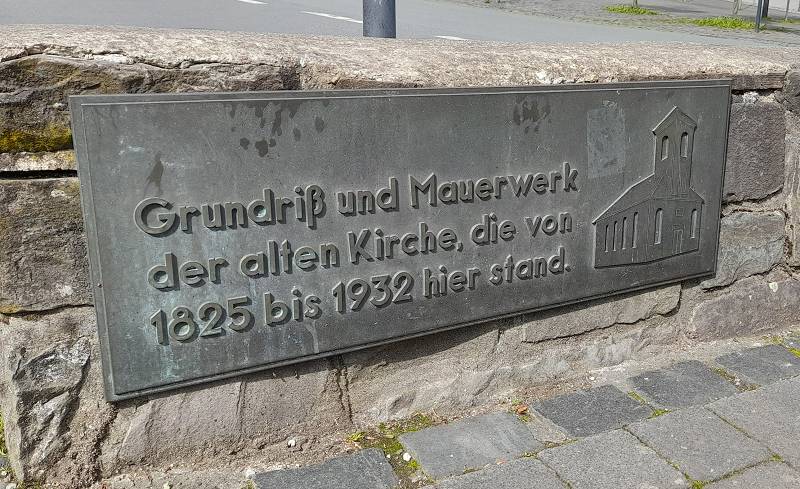 Grundriß und Mauerwerk
der alten Kirche, die von
1825 bis 1932 hier stand.